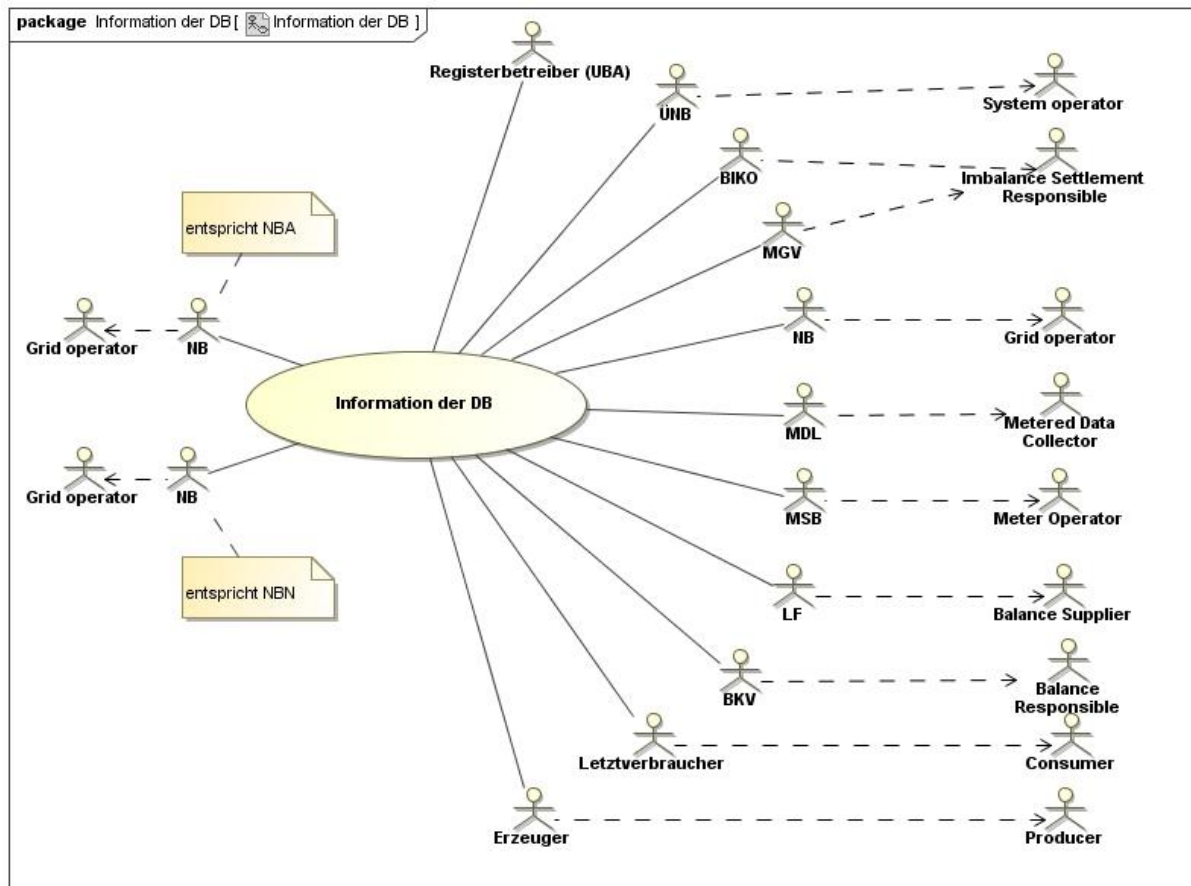 package Information der DB [ Information der DB ]
Registerbetreiber (UBA)
ÜNB
System operator
BIKO
Imbalance Settlement
Responsible
MGV
entspricht NBA
Grid operator
NB
NB
Grid operator
Information der DB
MDL
Metered Data
Collector
Grid operator
NB
MSB
Meter Operator
entspricht NBN
LF
Balance Supplier
BKV
Balance
Responsible
Letztverbraucher
Consumer
Erzeuger
Producer